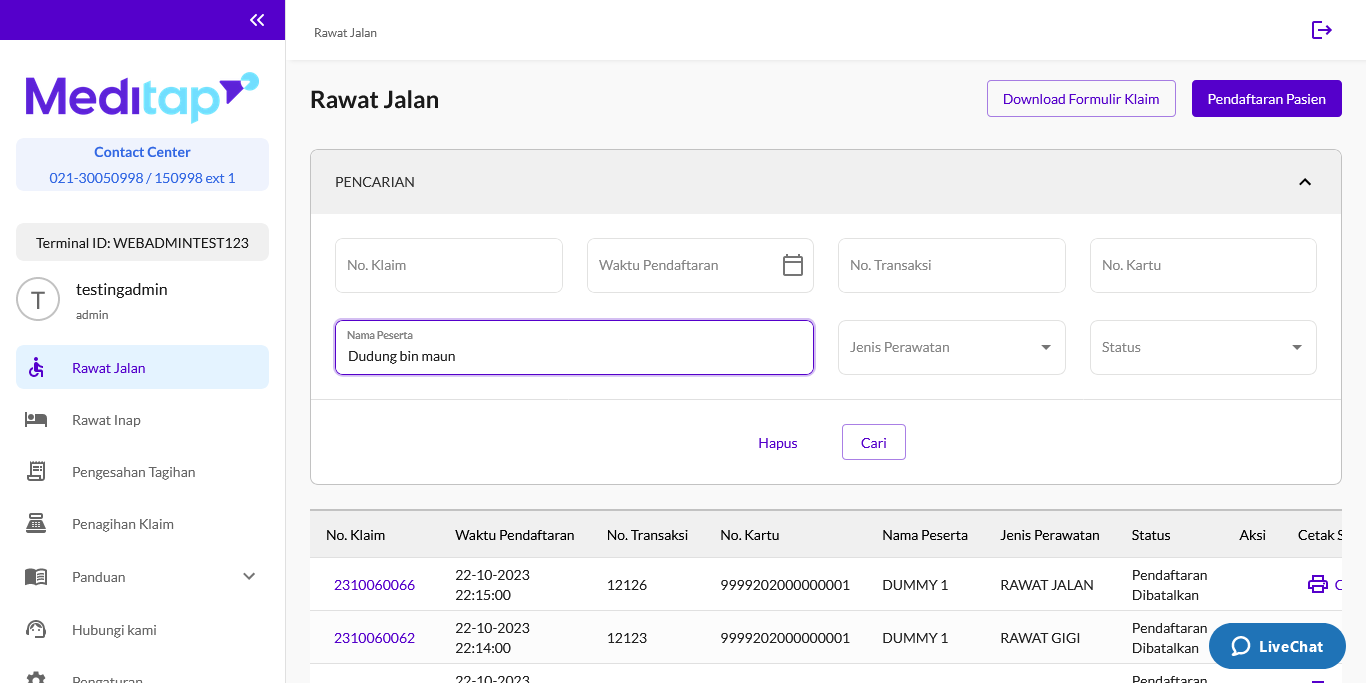 Rawat Jalan
Meditap
Contact Center
021-30050998 / 150998 ext 1
Terminal ID: WEBADMINTEST123
T
testingadmin
admin
Rawat Jalan
Rawat Inap
Pengesahan Tagihan
Penagihan Klaim
Panduan
Hubungi kami
Pengaturan
Rawat Jalan
Download Formulir Klaim
Pendaftaran Pasien
PENCARIAN
No. Klaim
Waktu Pendaftaran
No. Transaksi
No. Kartu
Nama Peserta
Dudung bin maun
Jenis Perawatan
Status
Hapus
Cari
No. Klaim Waktu Pendaftaran No. Transaksi No. Kartu Nama Peserta Jenis Perawatan Status Aksi Cetak S
2310060066 22-10-2023 22:15:00 12126 9999202000000001 DUMMY 1 RAWAT JALAN Pendaftaran Dibatalkan C
2310060062 22-10-2023 22:14:00 12123 9999202000000001 DUMMY 1 RAWAT GIGI Pendaftaran Dibatalkan
22-10-2023 Pendaftaran
LiveChat